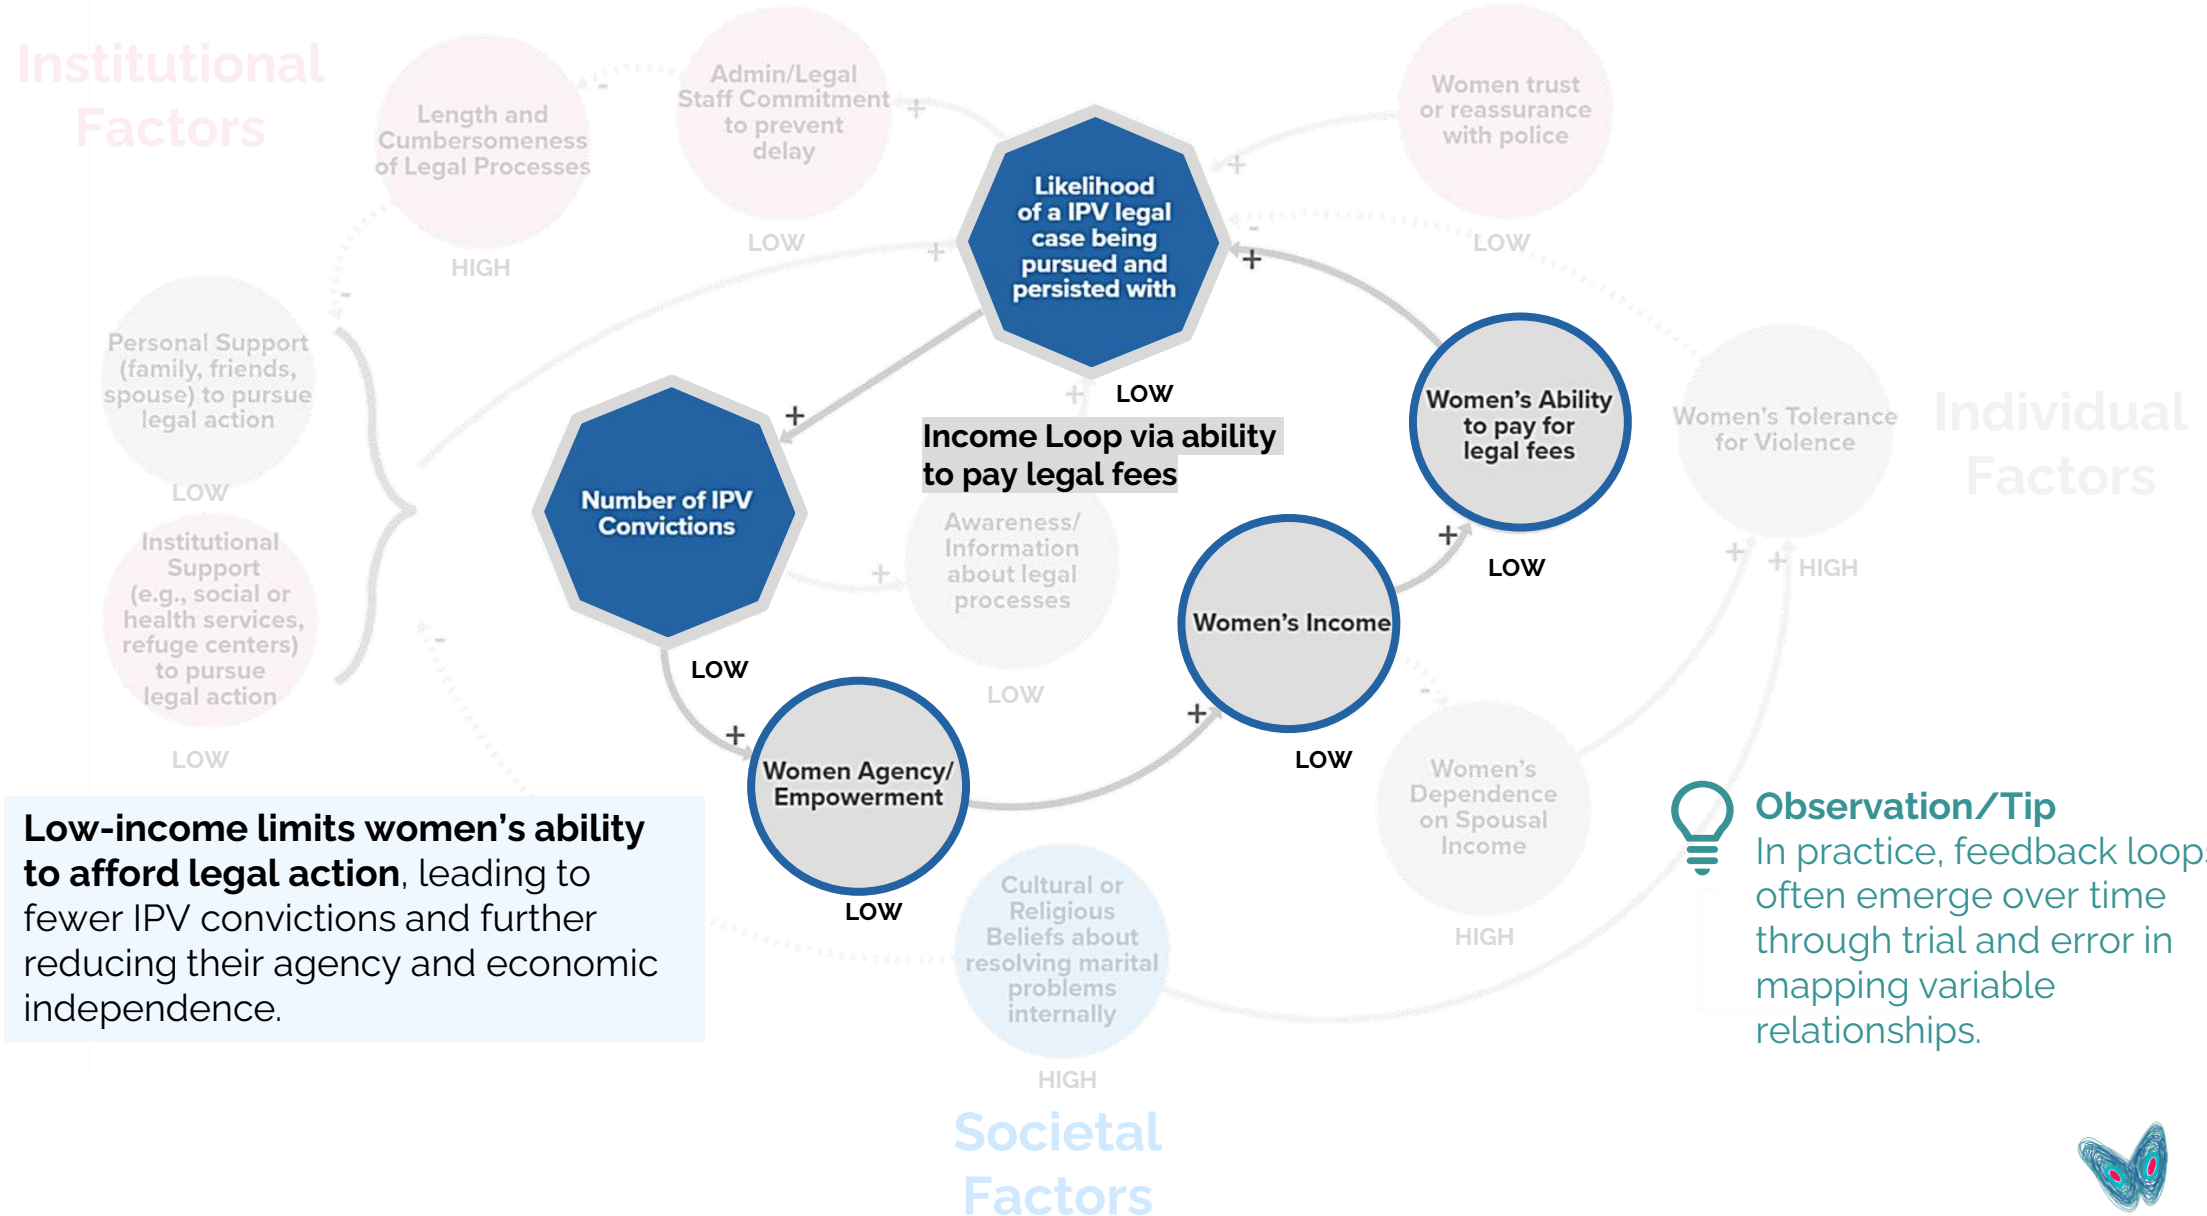 Institutional
Factors
Length and
Cumbersomeness
of Legal Processes
HIGH
-
Admin/Legal
Staff Commitment
to prevent
delay
LOW
+
Women trust
or reassurance
with police
LOW
+
-
Likelihood
of a IPV legal
case being
pursued and
persisted with
LOW
+
+
+
-
Personal Support
(family, friends,
spouse) to pursue
legal action
LOW
Institutional
Support
(e.g., social or
health services,
refuge centers)
to pursue
legal action
LOW
-
Number of IPV
Convictions
LOW
+
+
+
Income Loop via ability
to pay legal fees
Awareness/
Information
about legal
processes
LOW
Women's Ability
to pay for
legal fees
LOW
+
Women's Tolerance
for Violence
HIGH
+
+
Individual
Factors
Women's Income
LOW
+
-
Women Agency/
Empowerment
LOW
Women's
Dependence
on Spousal
Income
HIGH
Cultural or
Religious
Beliefs about
resolving marital
problems
internally
HIGH
Societal
Factors
Low-income limits women's ability
to afford legal action, leading to
fewer IPV convictions and further
reducing their agency and economic
independence.
Observation/Tip
In practice, feedback loops
often emerge over time
through trial and error in
mapping variable
relationships.